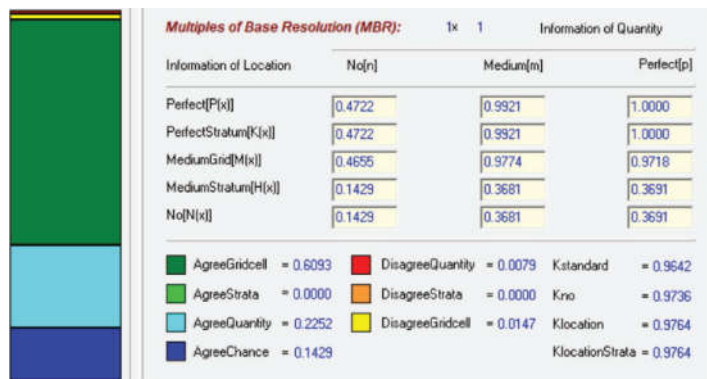 Multiples of Base Resolution (MBR): 1x 1 Information of Quantity
Information of Location No[n] Medium[m] Perfect[p]
Perfect[P(x)] 0.4722 0.9921 1.0000
PerfectStratum[K(x)] 0.4722 0.9921 1.0000
MediumGrid[M(x)] 0.4655 0.9774 0.9718
MediumStratum[H(x)] 0.1429 0.3681 0.3691
No[N(x)] 0.1429 0.3681 0.3691
AgreeGridcell = 0.6093 DisagreeQuantity = 0.0079 Kstandard = 0.9642
AgreeStrata = 0.0000 DisagreeStrata = 0.0000 Kno = 0.9736
AgreeQuantity = 0.2252 DisagreeGridcell = 0.0147 Klocation = 0.9764
AgreeChance = 0.1429 KlocationStrata = 0.9764